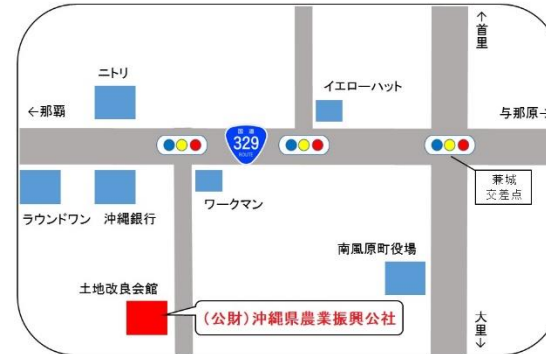 ↑首里
ニトリ
イエローハット
←那覇
与那原→
国道
329
ROUTE
兼城
交差点
ワークマン
ラウンドワン
沖縄銀行
南風原町役場
土地改良会館
(公財)沖縄県農業振興公社
大里↓